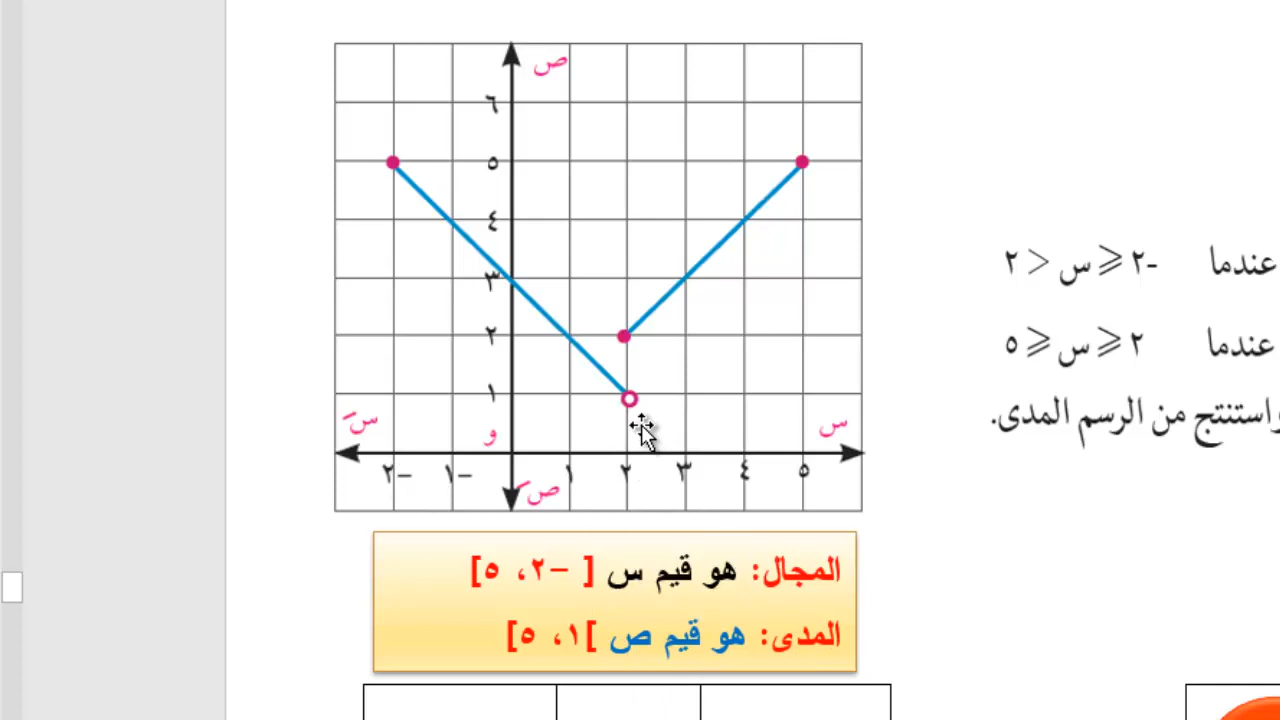 ص
٦
٥
٤
٣
٢
١
سَ
و
س
–٢ –١ ١ ٢ ٣ ٤ ٥
صَ
عندما -٢ ⩽ س < ٢
عندما ٢ ⩽ س ⩽ ٥
واستنتج من الرسم المدى.
المجال: هو قيم س [ –٢، ٥]
المدى: هو قيم ص ]١، ٥]